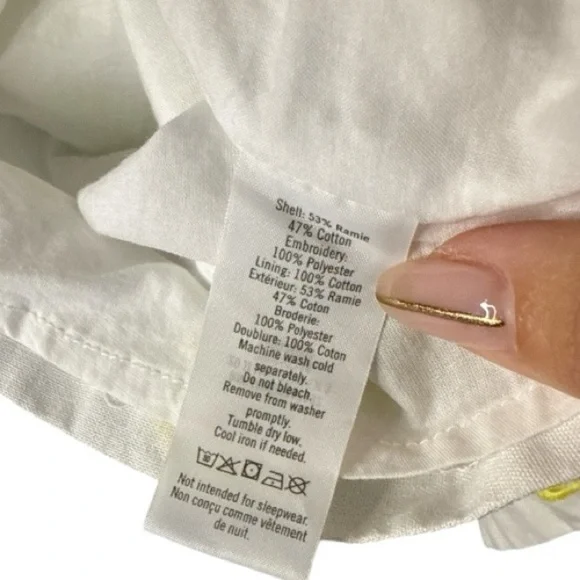 Shell: 53% Ramie
47% Cotton
Embroidery:
100% Polyester
Lining: 100% Cotton
Extérieur: 53% Ramie
47% Coton
Broderie:
100% Polyester
Doublure: 100% Coton
Machine wash cold
separately.
Do not bleach.
Remove from washer
promptly.
Tumble dry low.
Cool iron if needed.
Not intended for sleepwear.
Non conçu comme vêtement
de nuit.